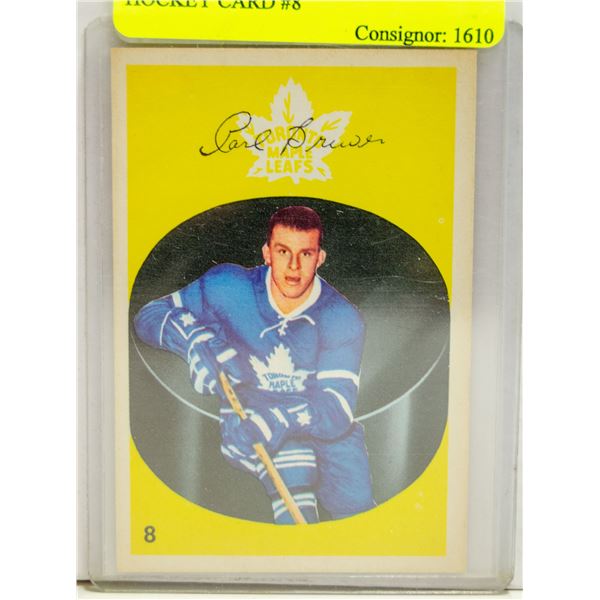 HOCKEY CARD #8
Consignor: 1610
TORONTO
MAPLE
LEAFS
Carl Brewer
TORONTO
MAPLE
LEAFS
8